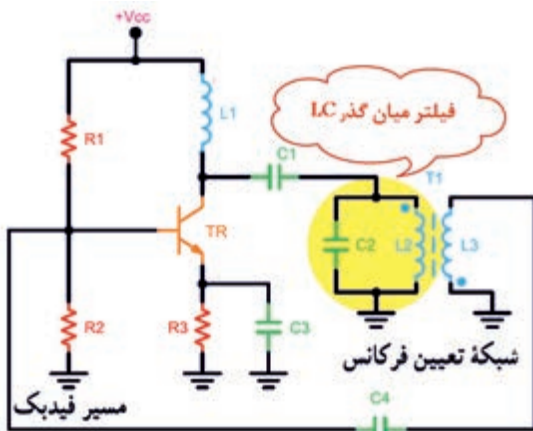 +Vcc
L1
فیلتر میان گذر LC
R1
C1
T1
TR
C2
L2
L3
R2
R3
C3
شبکهٔ تعیین فرکانس
مسیر فیدبک
C4